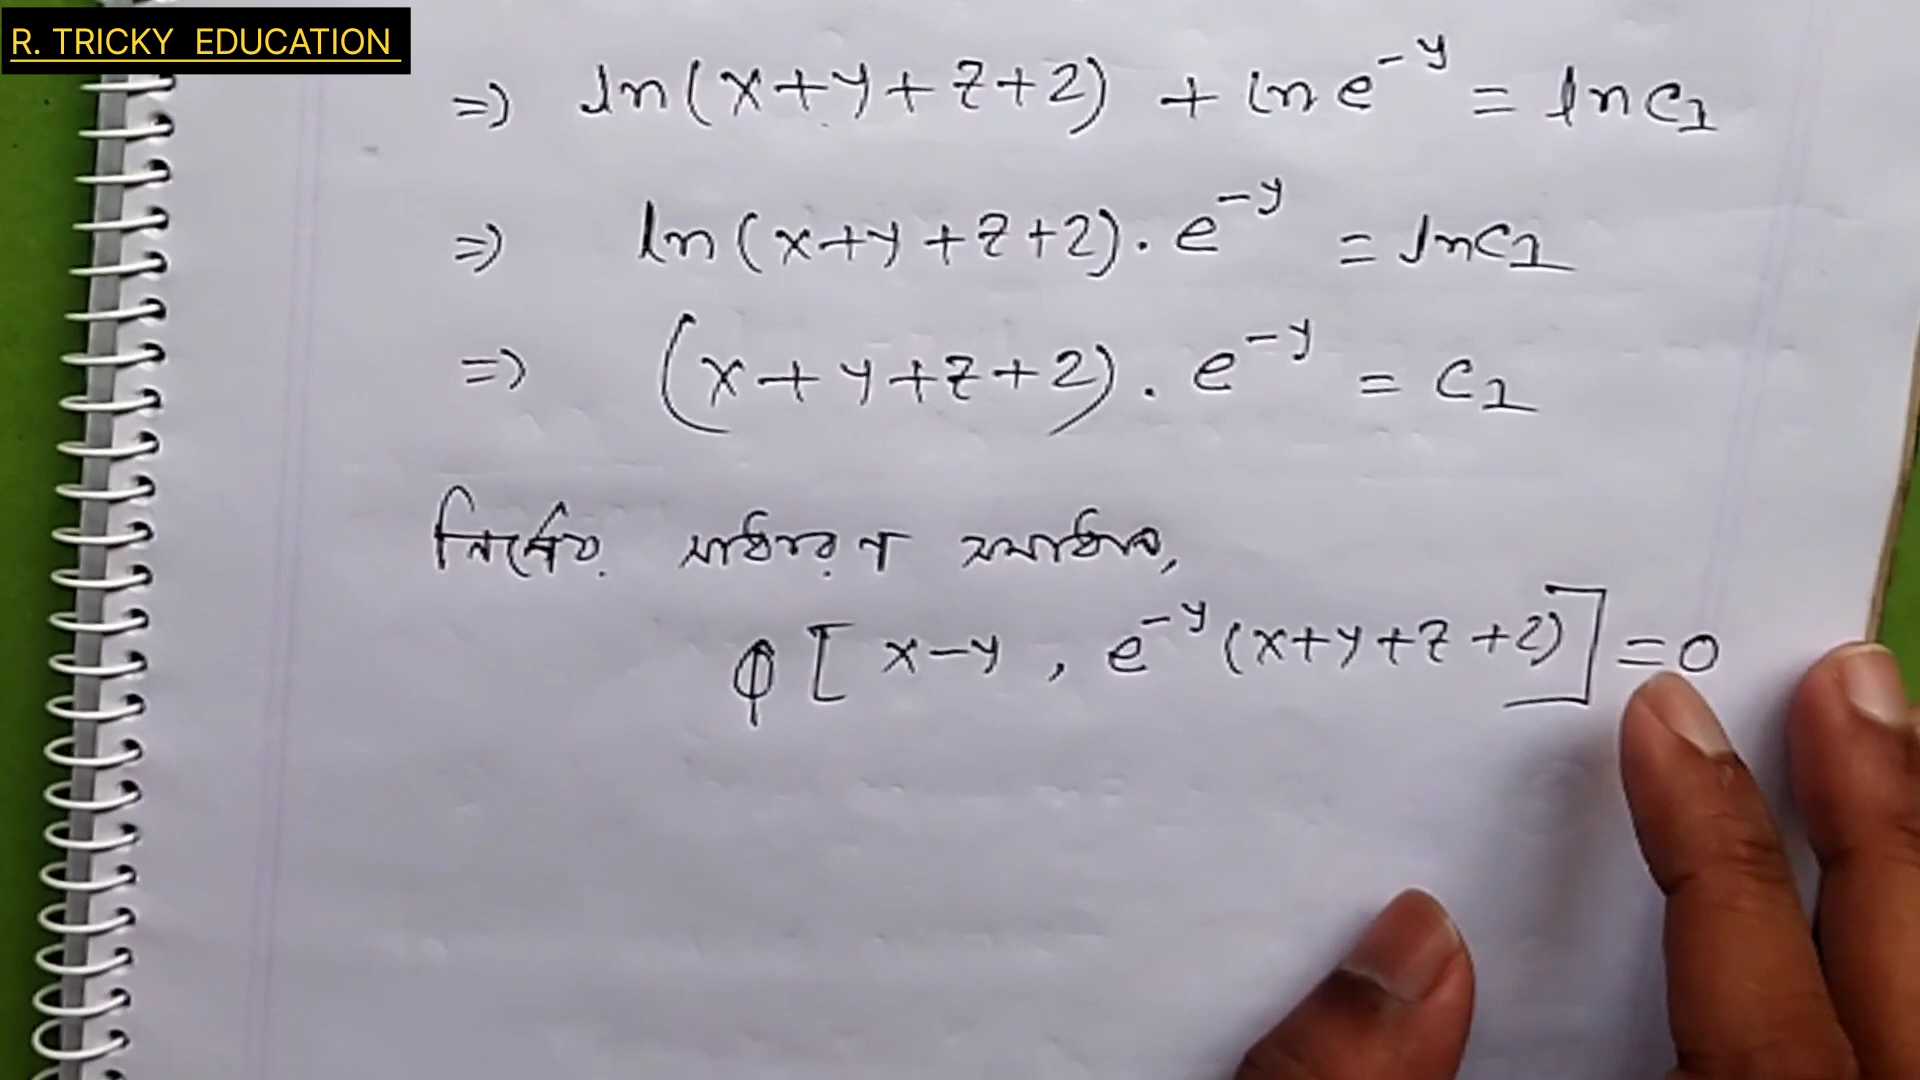 R. TRICKY EDUCATION
=) ln(x+y+z+2) + ln e^{-y} = ln c₁
=) ln(x+y+z+2). e^{-y} = ln c₁
=) (x+y+z+2). e^{-y} = c₁
নির্ণেয় সাধারণ সমাধান,
φ[x-y, e^{-y}(x+y+z+2)] = 0